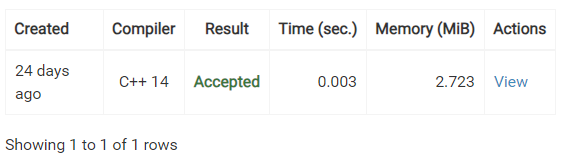 Created Compiler Result Time (sec.) Memory (MiB) Actions
24 days
ago
C++ 14 Accepted 0.003 2.723 View
Showing 1 to 1 of 1 rows